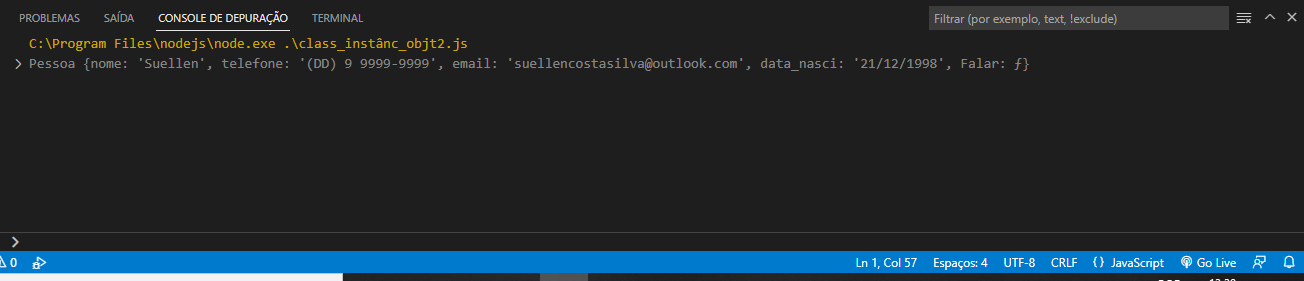 PROBLEMAS SAÍDA CONSOLE DE DEPURAÇÃO TERMINAL Filtrar (por exemplo, text, !exclude)
C:\Program Files\nodejs\node.exe .\class_instânc_objt2.js
> Pessoa {nome: 'Suellen', telefone: '(DD) 9 9999-9999', email: 'suellencostasilva@outlook.com', data_nasci: '21/12/1998', Falar: ƒ}
>
0 Ln 1, Col 57 Espaços: 4 UTF-8 CRLF {} JavaScript Go Live